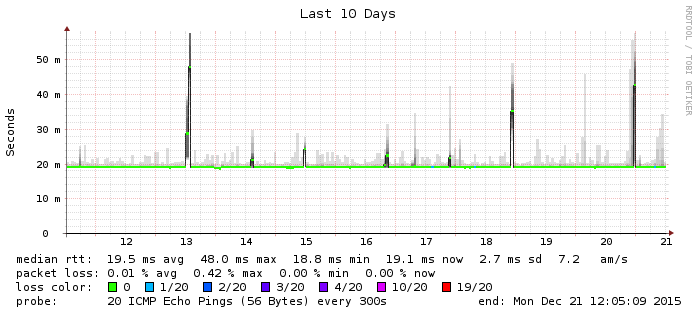 Last 10 Days
RRDTOOL / TOBI OETIKER
Seconds
50 m
40 m
30 m
20 m
10 m
0
12 13 14 15 16 17 18 19 20 21
median rtt: 19.5 ms avg 48.0 ms max 18.8 ms min 19.1 ms now 2.7 ms sd 7.2 am/s
packet loss: 0.01 % avg 0.42 % max 0.00 % min 0.00 % now
loss color: 0 1/20 2/20 3/20 4/20 10/20 19/20
probe: 20 ICMP Echo Pings (56 Bytes) every 300s end: Mon Dec 21 12:05:09 2015